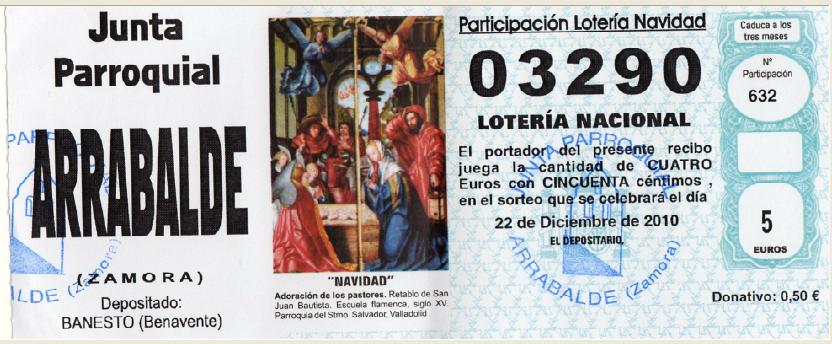 Junta
Parroquial
ARRABALDE
(ZAMORA)
Depositado:
BANESTO (Benavente)
"NAVIDAD"
Adoración de los pastores. Retablo de San
Juan Bautista. Escuela flamenca, siglo XV.
Parroquia del Stmo. Salvador. Valladolid
Participación Lotería Navidad
03290
LOTERÍA NACIONAL
El portador del presente recibo
juega la cantidad de CUATRO
Euros con CINCUENTA céntimos ,
en el sorteo que se celebrará el día
22 de Diciembre de 2010
EL DEPOSITARIO,
JUNTA PARROQUIAL
ARRABALDE (Zamora)
Caduca a los
tres meses
Nº
Participación
632
5
EUROS
Donativo: 0,50 €